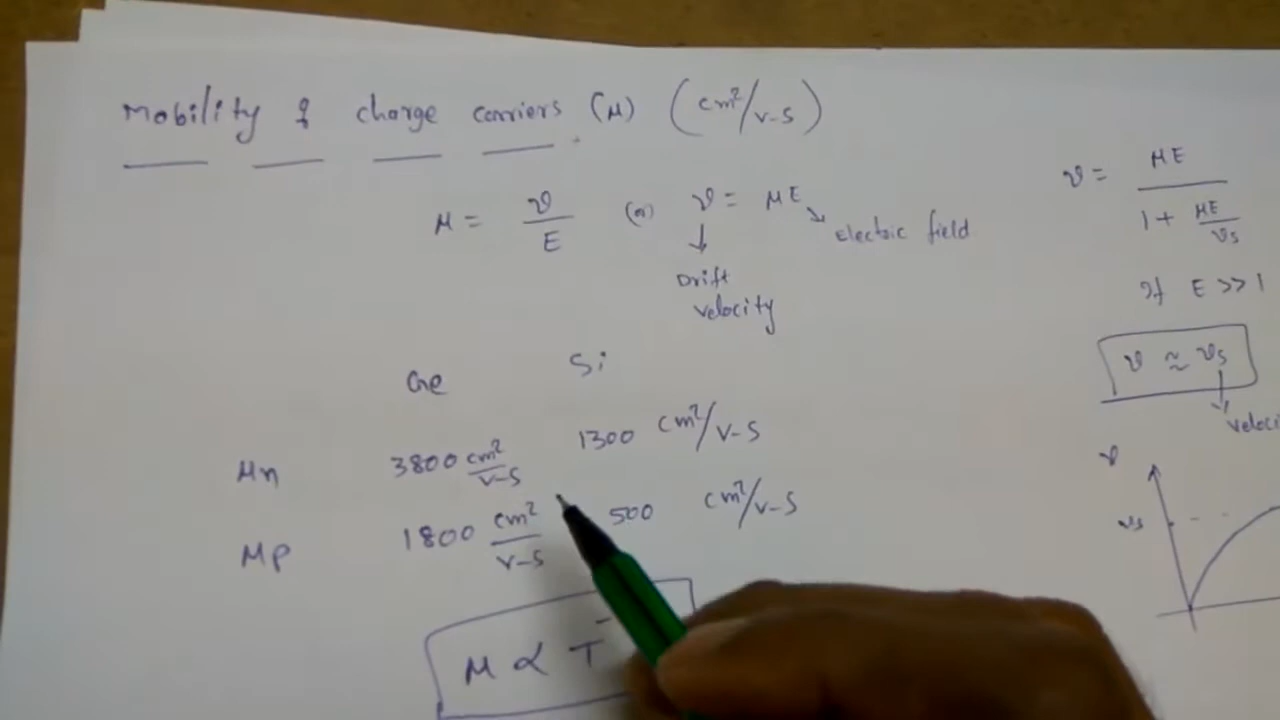 Mobility of charge carriers (μ) (cm²/V-S)
μ = v/E (or) v = μE
electric field
Drift
velocity
Ge Si
μn 3800 cm²/V-S 1300 cm²/V-S
μp 1800 cm²/V-S 500 cm²/V-S
μ ∝ T⁻
v = μE / (1 + μE/vs)
If E >> 1
v ≃ vs
v
vs